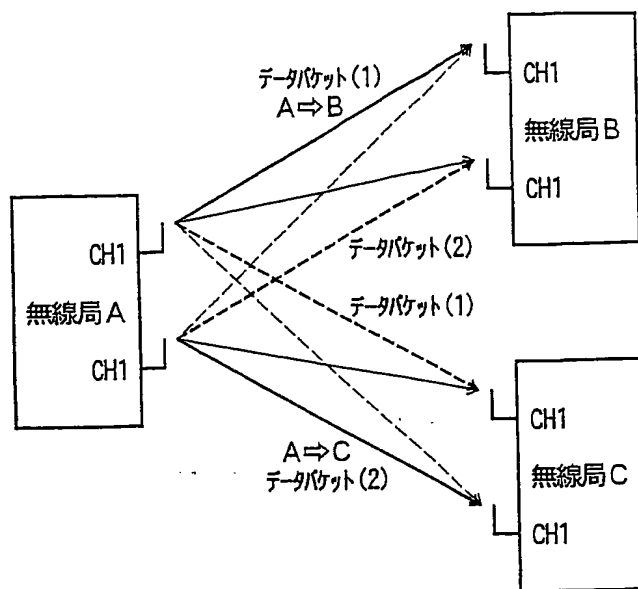 データパケット(1)
A⇒B
CH1
無線局B
CH1
CH1
無線局A
CH1
データパケット(2)
データパケット(1)
A⇒C
データパケット(2)
CH1
無線局C
CH1